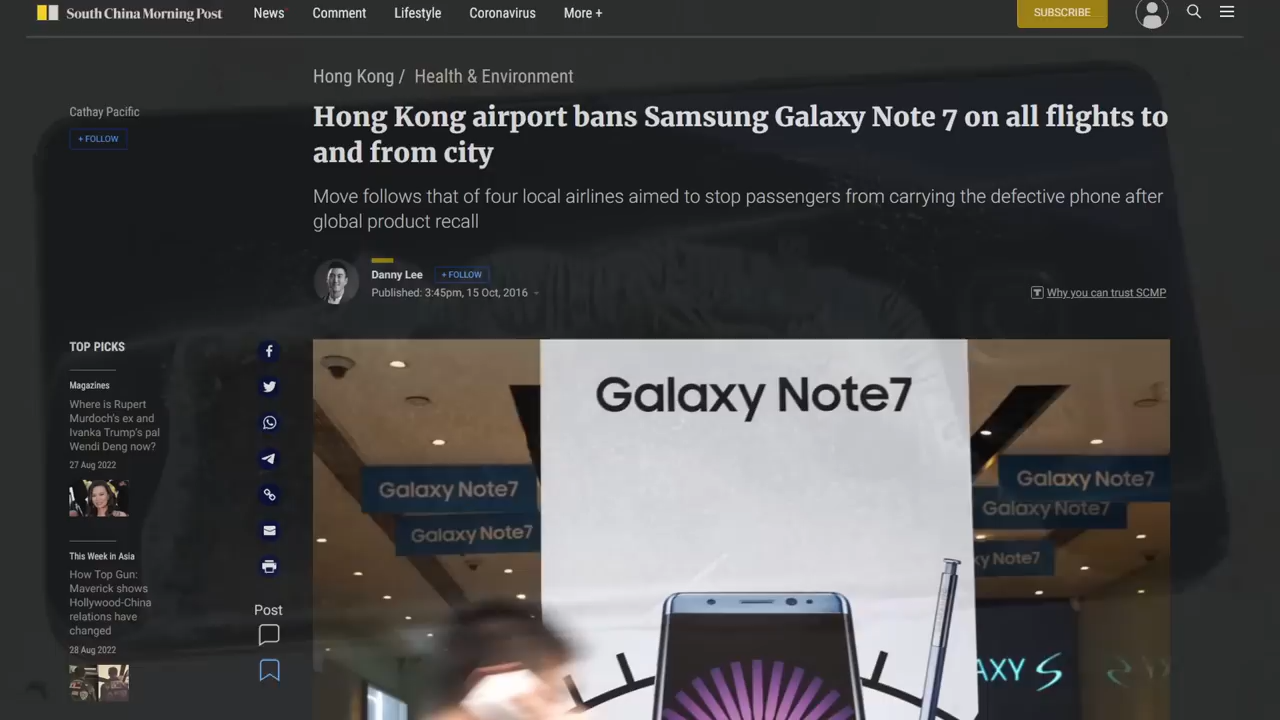 South China Morning Post
News
Comment
Lifestyle
Coronavirus
More +
SUBSCRIBE
Hong Kong / Health & Environment
Cathay Pacific
+ FOLLOW
Hong Kong airport bans Samsung Galaxy Note 7 on all flights to
and from city
Move follows that of four local airlines aimed to stop passengers from carrying the defective phone after
global product recall
Danny Lee
+ FOLLOW
Published: 3:45pm, 15 Oct, 2016
Why you can trust SCMP
TOP PICKS
Magazines
Where is Rupert
Murdoch's ex and
Ivanka Trump's pal
Wendi Deng now?
27 Aug 2022
This Week in Asia
How Top Gun:
Maverick shows
Hollywood-China
relations have
changed
28 Aug 2022
Post
Galaxy Note7
Galaxy Note7
Galaxy Note7
Galaxy Note7
Galaxy Note7
xy Note7
AXY S